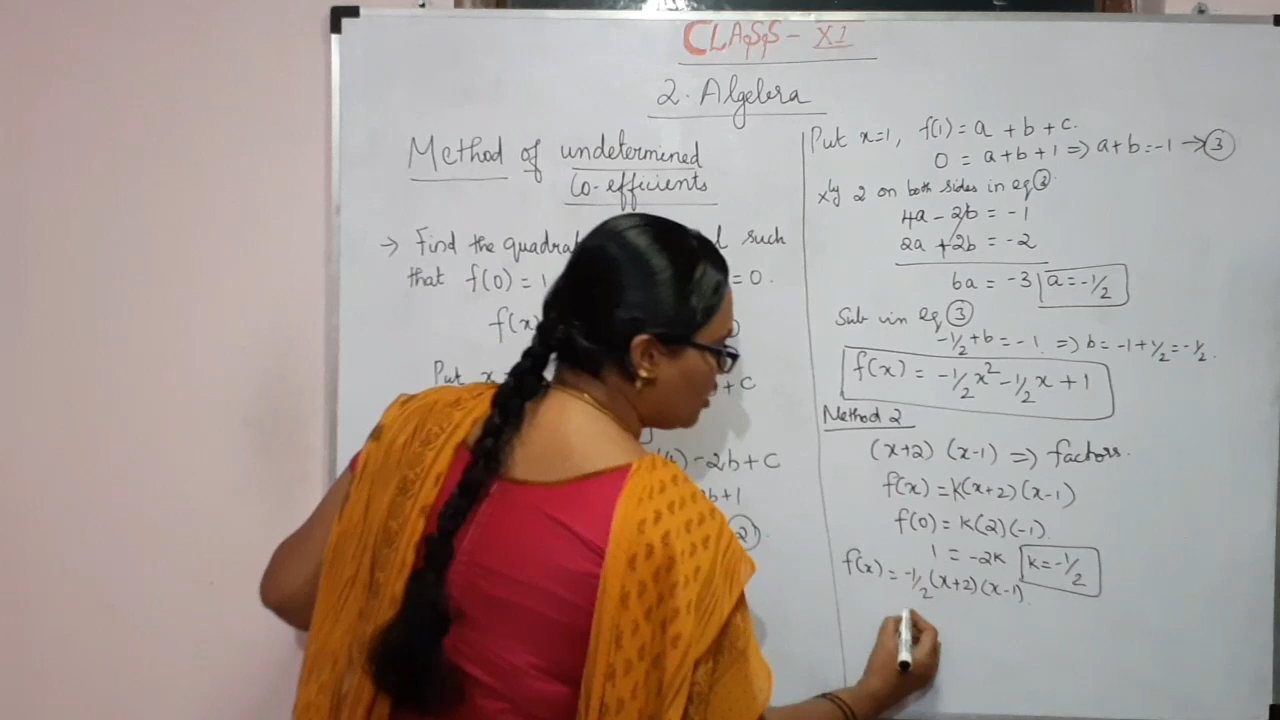 CLASS - XI
2. Algebra
Method of undetermined
Co-efficients
→ Find the such
that f(0) = 1 = 0.
f(x)
Put x + c
-2b+c
b+1
②
Put x=1, f(1) = a + b + c.
0 = a+b+1 => a+b=-1 → ③
xly 2 on both sides in eq ③
4a - 2b = -1
2a + 2b = -2
6a = -3 a = -1/2
Sub in eq ③
-1/2 + b = -1 => b = -1 + 1/2 = -1/2.
f(x) = -1/2 x² - 1/2 x + 1
Method 2
(x+2) (x-1) => factors.
f(x) = K(x+2)(x-1)
f(0) = K(2)(-1)
1 = -2K K = -1/2
f(x) = -1/2 (x+2)(x-1)